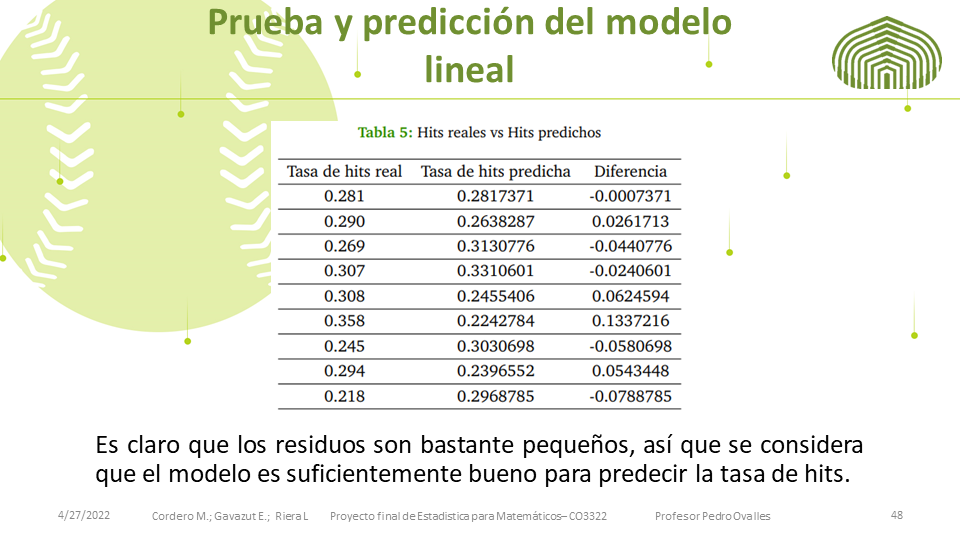 Prueba y predicción del modelo
lineal
Tabla 5: Hits reales vs Hits predichos
Tasa de hits real Tasa de hits predicha Diferencia
0.281 0.2817371 -0.0007371
0.290 0.2638287 0.0261713
0.269 0.3130776 -0.0440776
0.307 0.3310601 -0.0240601
0.308 0.2455406 0.0624594
0.358 0.2242784 0.1337216
0.245 0.3030698 -0.0580698
0.294 0.2396552 0.0543448
0.218 0.2968785 -0.0788785
Es claro que los residuos son bastante pequeños, así que se considera
que el modelo es suficientemente bueno para predecir la tasa de hits.
4/27/2022 Cordero M.; Gavazut E.; Riera L Proyecto final de Estadistica para Matemáticos– CO3322 Profesor Pedro Ovalles 48